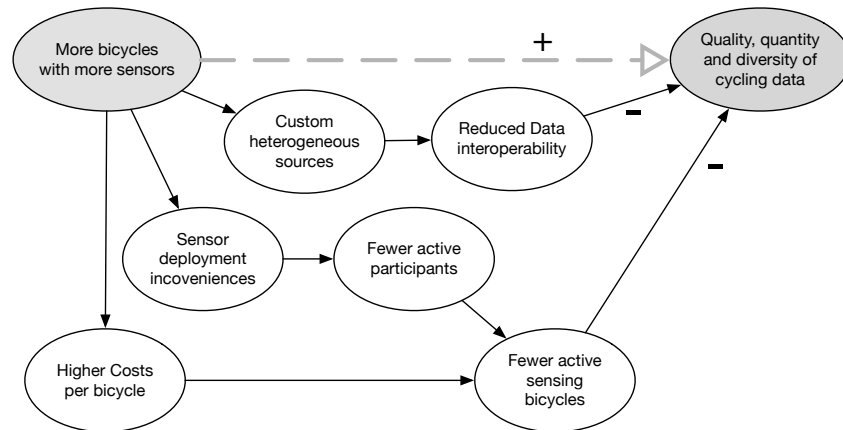 More bicycles
with more sensors
+
Quality, quantity
and diversity of
cycling data
Custom
heterogeneous
sources
Reduced Data
interoperability
-
-
Sensor
deployment
incoveniences
Fewer active
participants
Higher Costs
per bicycle
Fewer active
sensing
bicycles